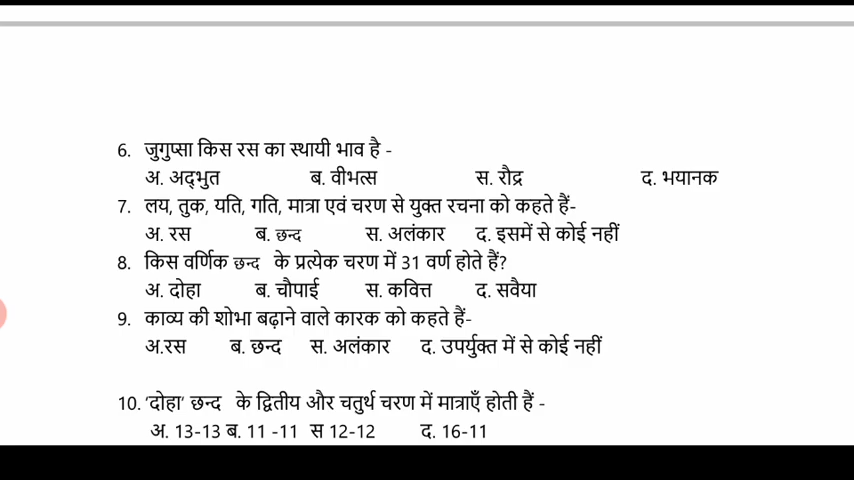 6. जुगुप्सा किस रस का स्थायी भाव है -
अ. अद्भुत ब. वीभत्स स. रौद्र द. भयानक
7. लय, तुक, यति, गति, मात्रा एवं चरण से युक्त रचना को कहते हैं-
अ. रस ब. छन्द स. अलंकार द. इसमें से कोई नहीं
8. किस वर्णिक छन्द के प्रत्येक चरण में 31 वर्ण होते हैं?
अ. दोहा ब. चौपाई स. कवित्त द. सवैया
9. काव्य की शोभा बढ़ाने वाले कारक को कहते हैं-
अ.रस ब. छन्द स. अलंकार द. उपर्युक्त में से कोई नहीं
10. ‘दोहा’ छन्द के द्वितीय और चतुर्थ चरण में मात्राएँ होती हैं -
अ. 13-13 ब. 11 -11 स 12-12 द. 16-11